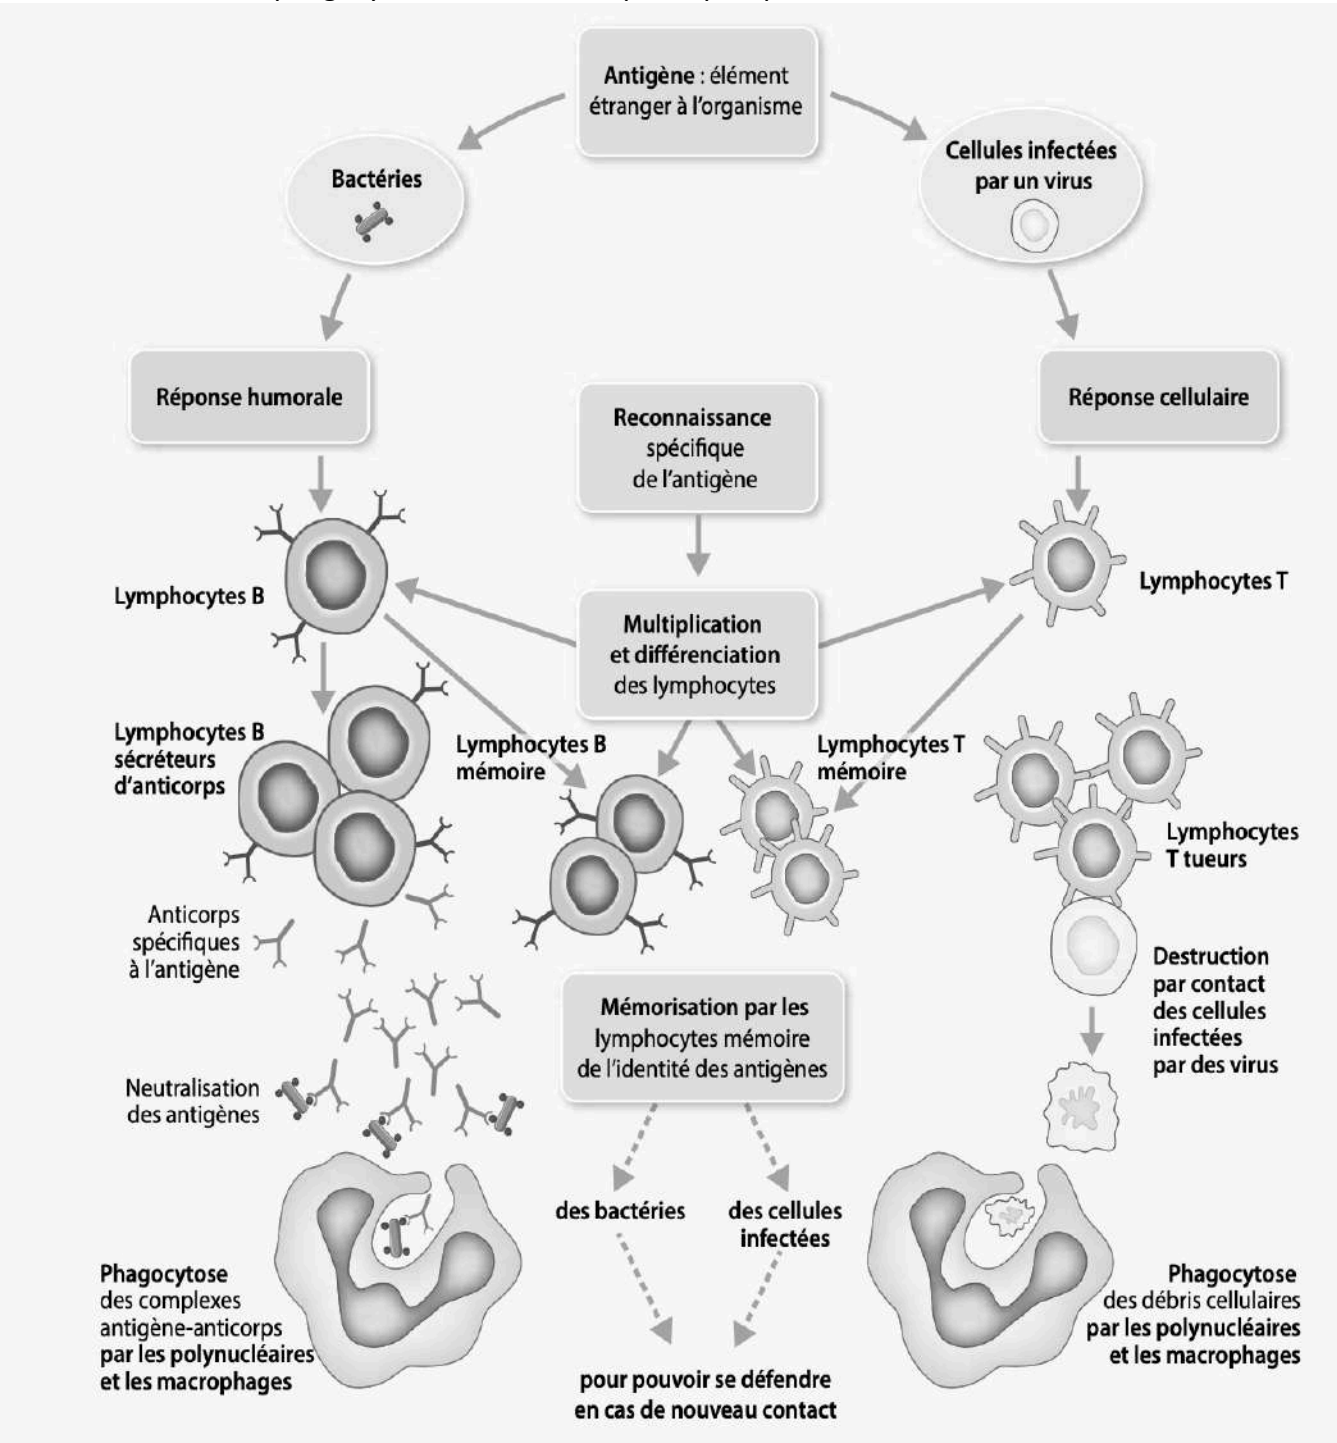 Antigène : élément
étranger à l'organisme
Bactéries
Cellules infectées
par un virus
Réponse humorale
Reconnaissance
spécifique
de l'antigène
Réponse cellulaire
Lymphocytes B
Multiplication
et différenciation
des lymphocytes
Lymphocytes T
Lymphocytes B
sécréteurs
d'anticorps
Lymphocytes B
mémoire
Lymphocytes T
mémoire
Lymphocytes
T tueurs
Anticorps
spécifiques
à l'antigène
Destruction
par contact
des cellules
infectées
par des virus
Mémorisation par les
lymphocytes mémoire
de l'identité des antigènes
Neutralisation
des antigènes
des bactéries
des cellules
infectées
Phagocytose
des complexes
antigène-anticorps
par les polynucléaires
et les macrophages
Phagocytose
des débris cellulaires
par les polynucléaires
et les macrophages
pour pouvoir se défendre
en cas de nouveau contact